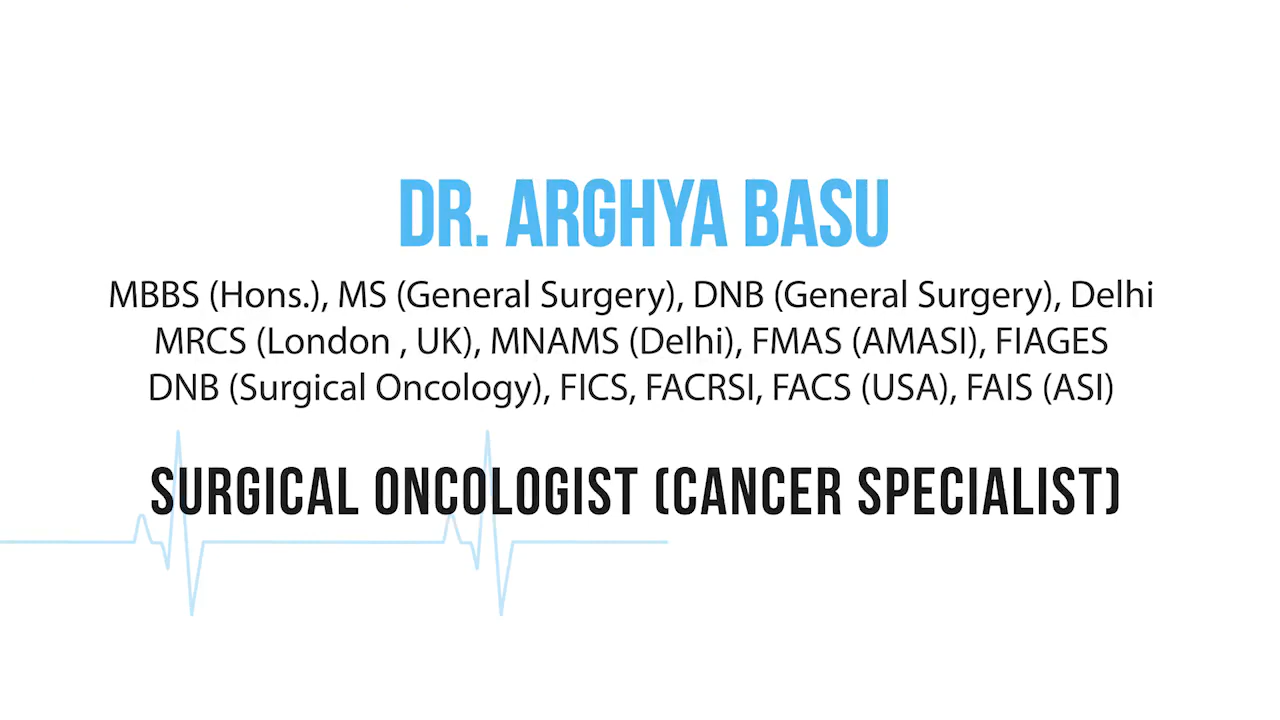 DR. ARGHYA BASU
MBBS (Hons.), MS (General Surgery), DNB (General Surgery), Delhi
MRCS (London , UK), MNAMS (Delhi), FMAS (AMASI), FIAGES
DNB (Surgical Oncology), FICS, FACRSI, FACS (USA), FAIS (ASI)
SURGICAL ONCOLOGIST (CANCER SPECIALIST)